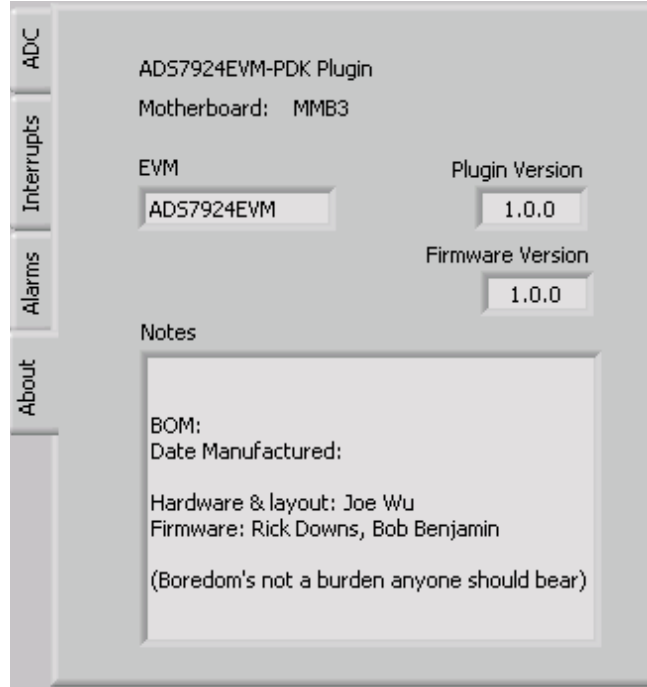 ADC
Interrupts
Alarms
About
ADS7924EVM-PDK Plugin
Motherboard: MMB3
EVM
ADS7924EVM
Plugin Version
1.0.0
Firmware Version
1.0.0
Notes
BOM:
Date Manufactured:
Hardware & layout: Joe Wu
Firmware: Rick Downs, Bob Benjamin
(Boredom's not a burden anyone should bear)